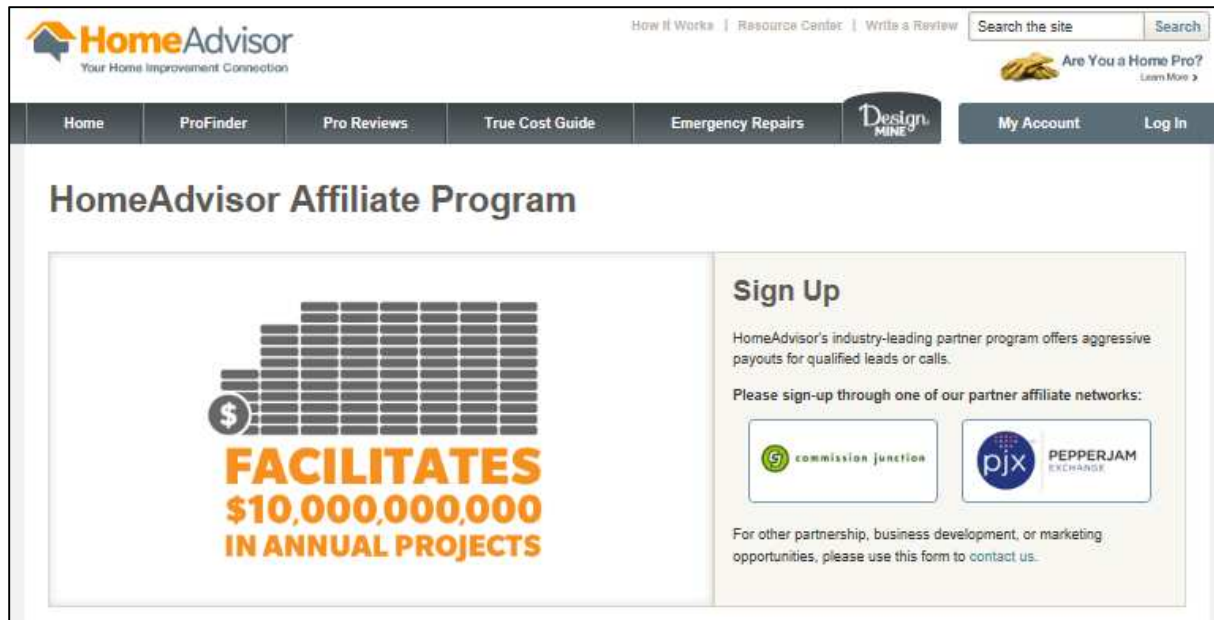 HomeAdvisor
Your Home Improvement Connection
How It Works | Resource Center | Write a Review
Search the site
Search
Are You a Home Pro?
Learn More >
Home
ProFinder
Pro Reviews
True Cost Guide
Emergency Repairs
Design
MINE
My Account
Log In
HomeAdvisor Affiliate Program
$
FACILITATES
$10,000,000,000
IN ANNUAL PROJECTS
Sign Up
HomeAdvisor's industry-leading partner program offers aggressive
payouts for qualified leads or calls.
Please sign-up through one of our partner affiliate networks:
commission junction
pjx
PEPPERJAM
EXCHANGE
For other partnership, business development, or marketing
opportunities, please use this form to contact us.